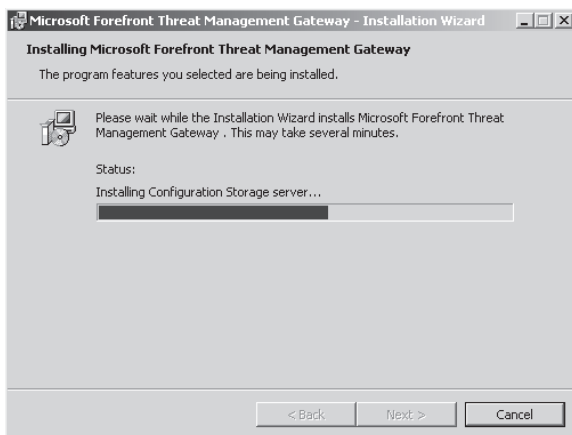 Microsoft Forefront Threat Management Gateway - Installation Wizard
Installing Microsoft Forefront Threat Management Gateway
The program features you selected are being installed.
Please wait while the Installation Wizard installs Microsoft Forefront Threat
Management Gateway . This may take several minutes.
Status:
Installing Configuration Storage server...
< Back
Next >
Cancel